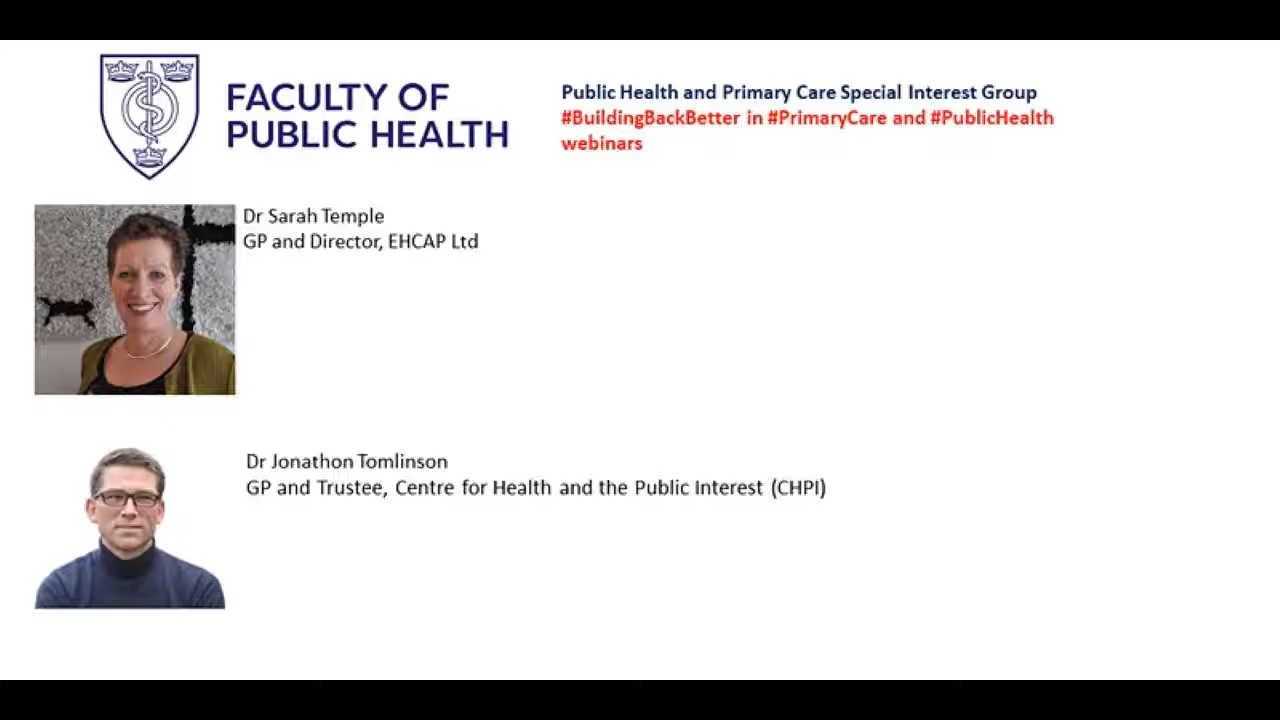 FACULTY OF
PUBLIC HEALTH
Public Health and Primary Care Special Interest Group
#BuildingBackBetter in #PrimaryCare and #PublicHealth
webinars
Dr Sarah Temple
GP and Director, EHCAP Ltd
Dr Jonathon Tomlinson
GP and Trustee, Centre for Health and the Public Interest (CHPI)